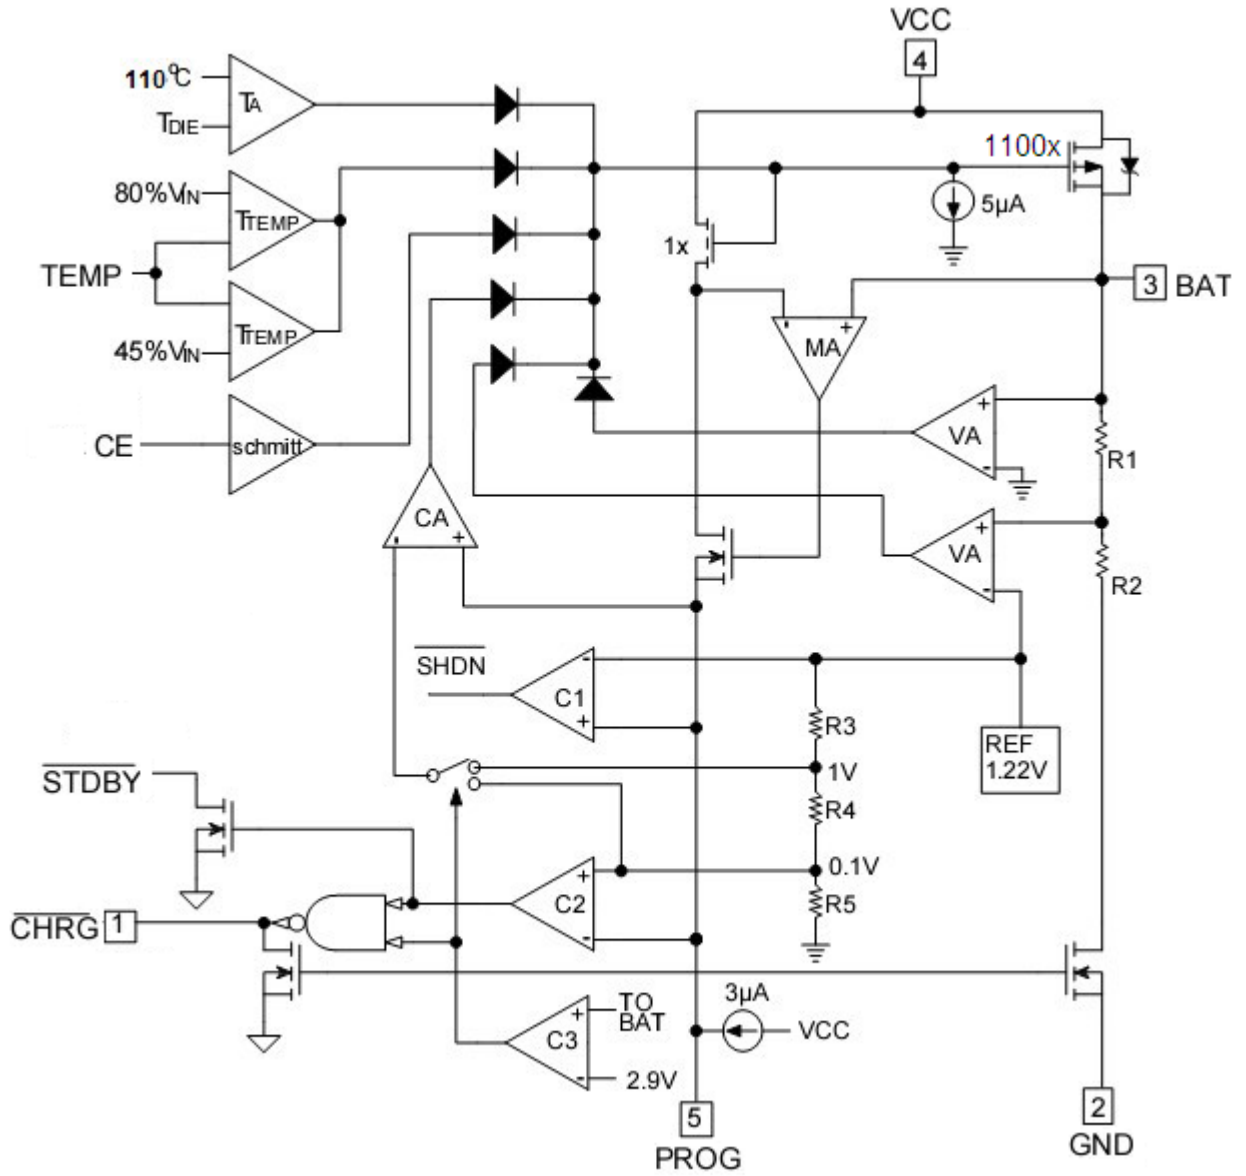 VCC
4
110°C
TA
TDIE
1100x
80%VIN
TTEMP
5µA
TEMP
1x
3 BAT
TTEMP
45%VIN
- +
MA
CE
schmitt
+
VA
-
R1
CA
- +
+
VA
-
R2
SHDN
-
C1
+
R3
REF
1.22V
1V
STDBY
R4
0.1V
+
C2
-
R5
CHRG 1
3µA
TO
BAT
VCC
+
C3
-
2.9V
5
PROG
2
GND